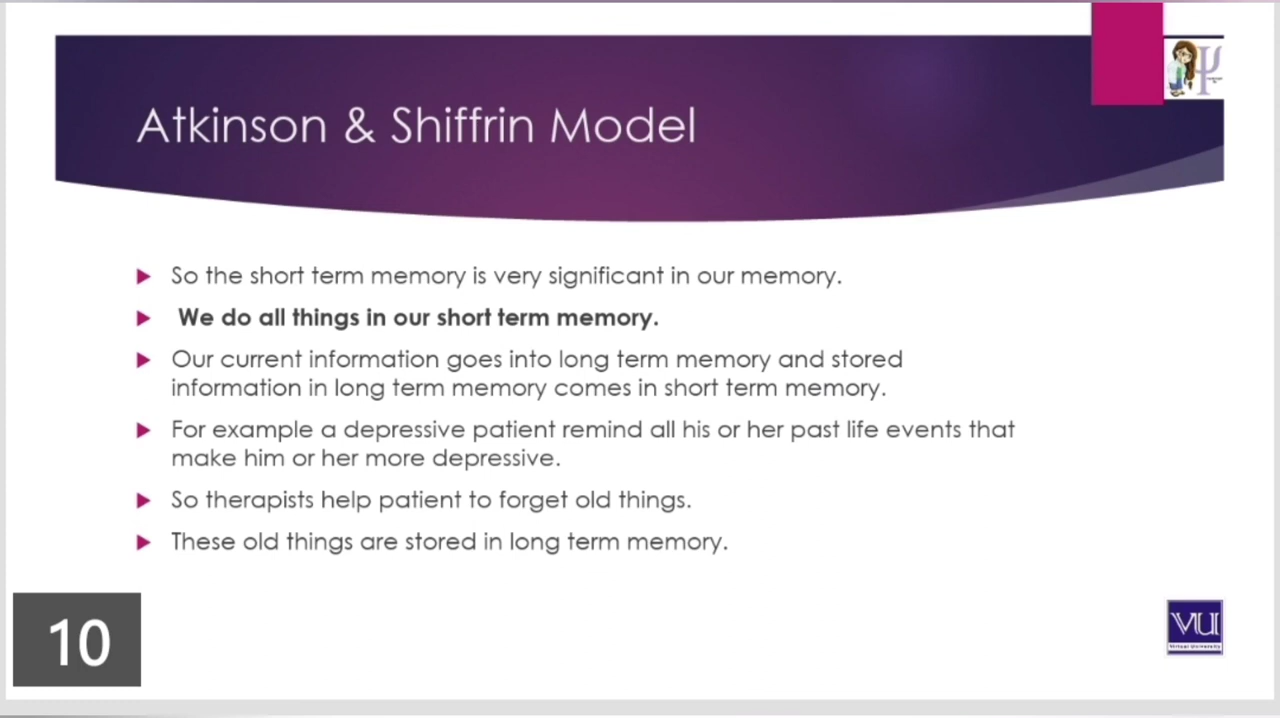 Atkinson & Shiffrin Model
So the short term memory is very significant in our memory.
We do all things in our short term memory.
Our current information goes into long term memory and stored
information in long term memory comes in short term memory.
For example a depressive patient remind all his or her past life events that
make him or her more depressive.
So therapists help patient to forget old things.
These old things are stored in long term memory.
10
VU
Virtual University